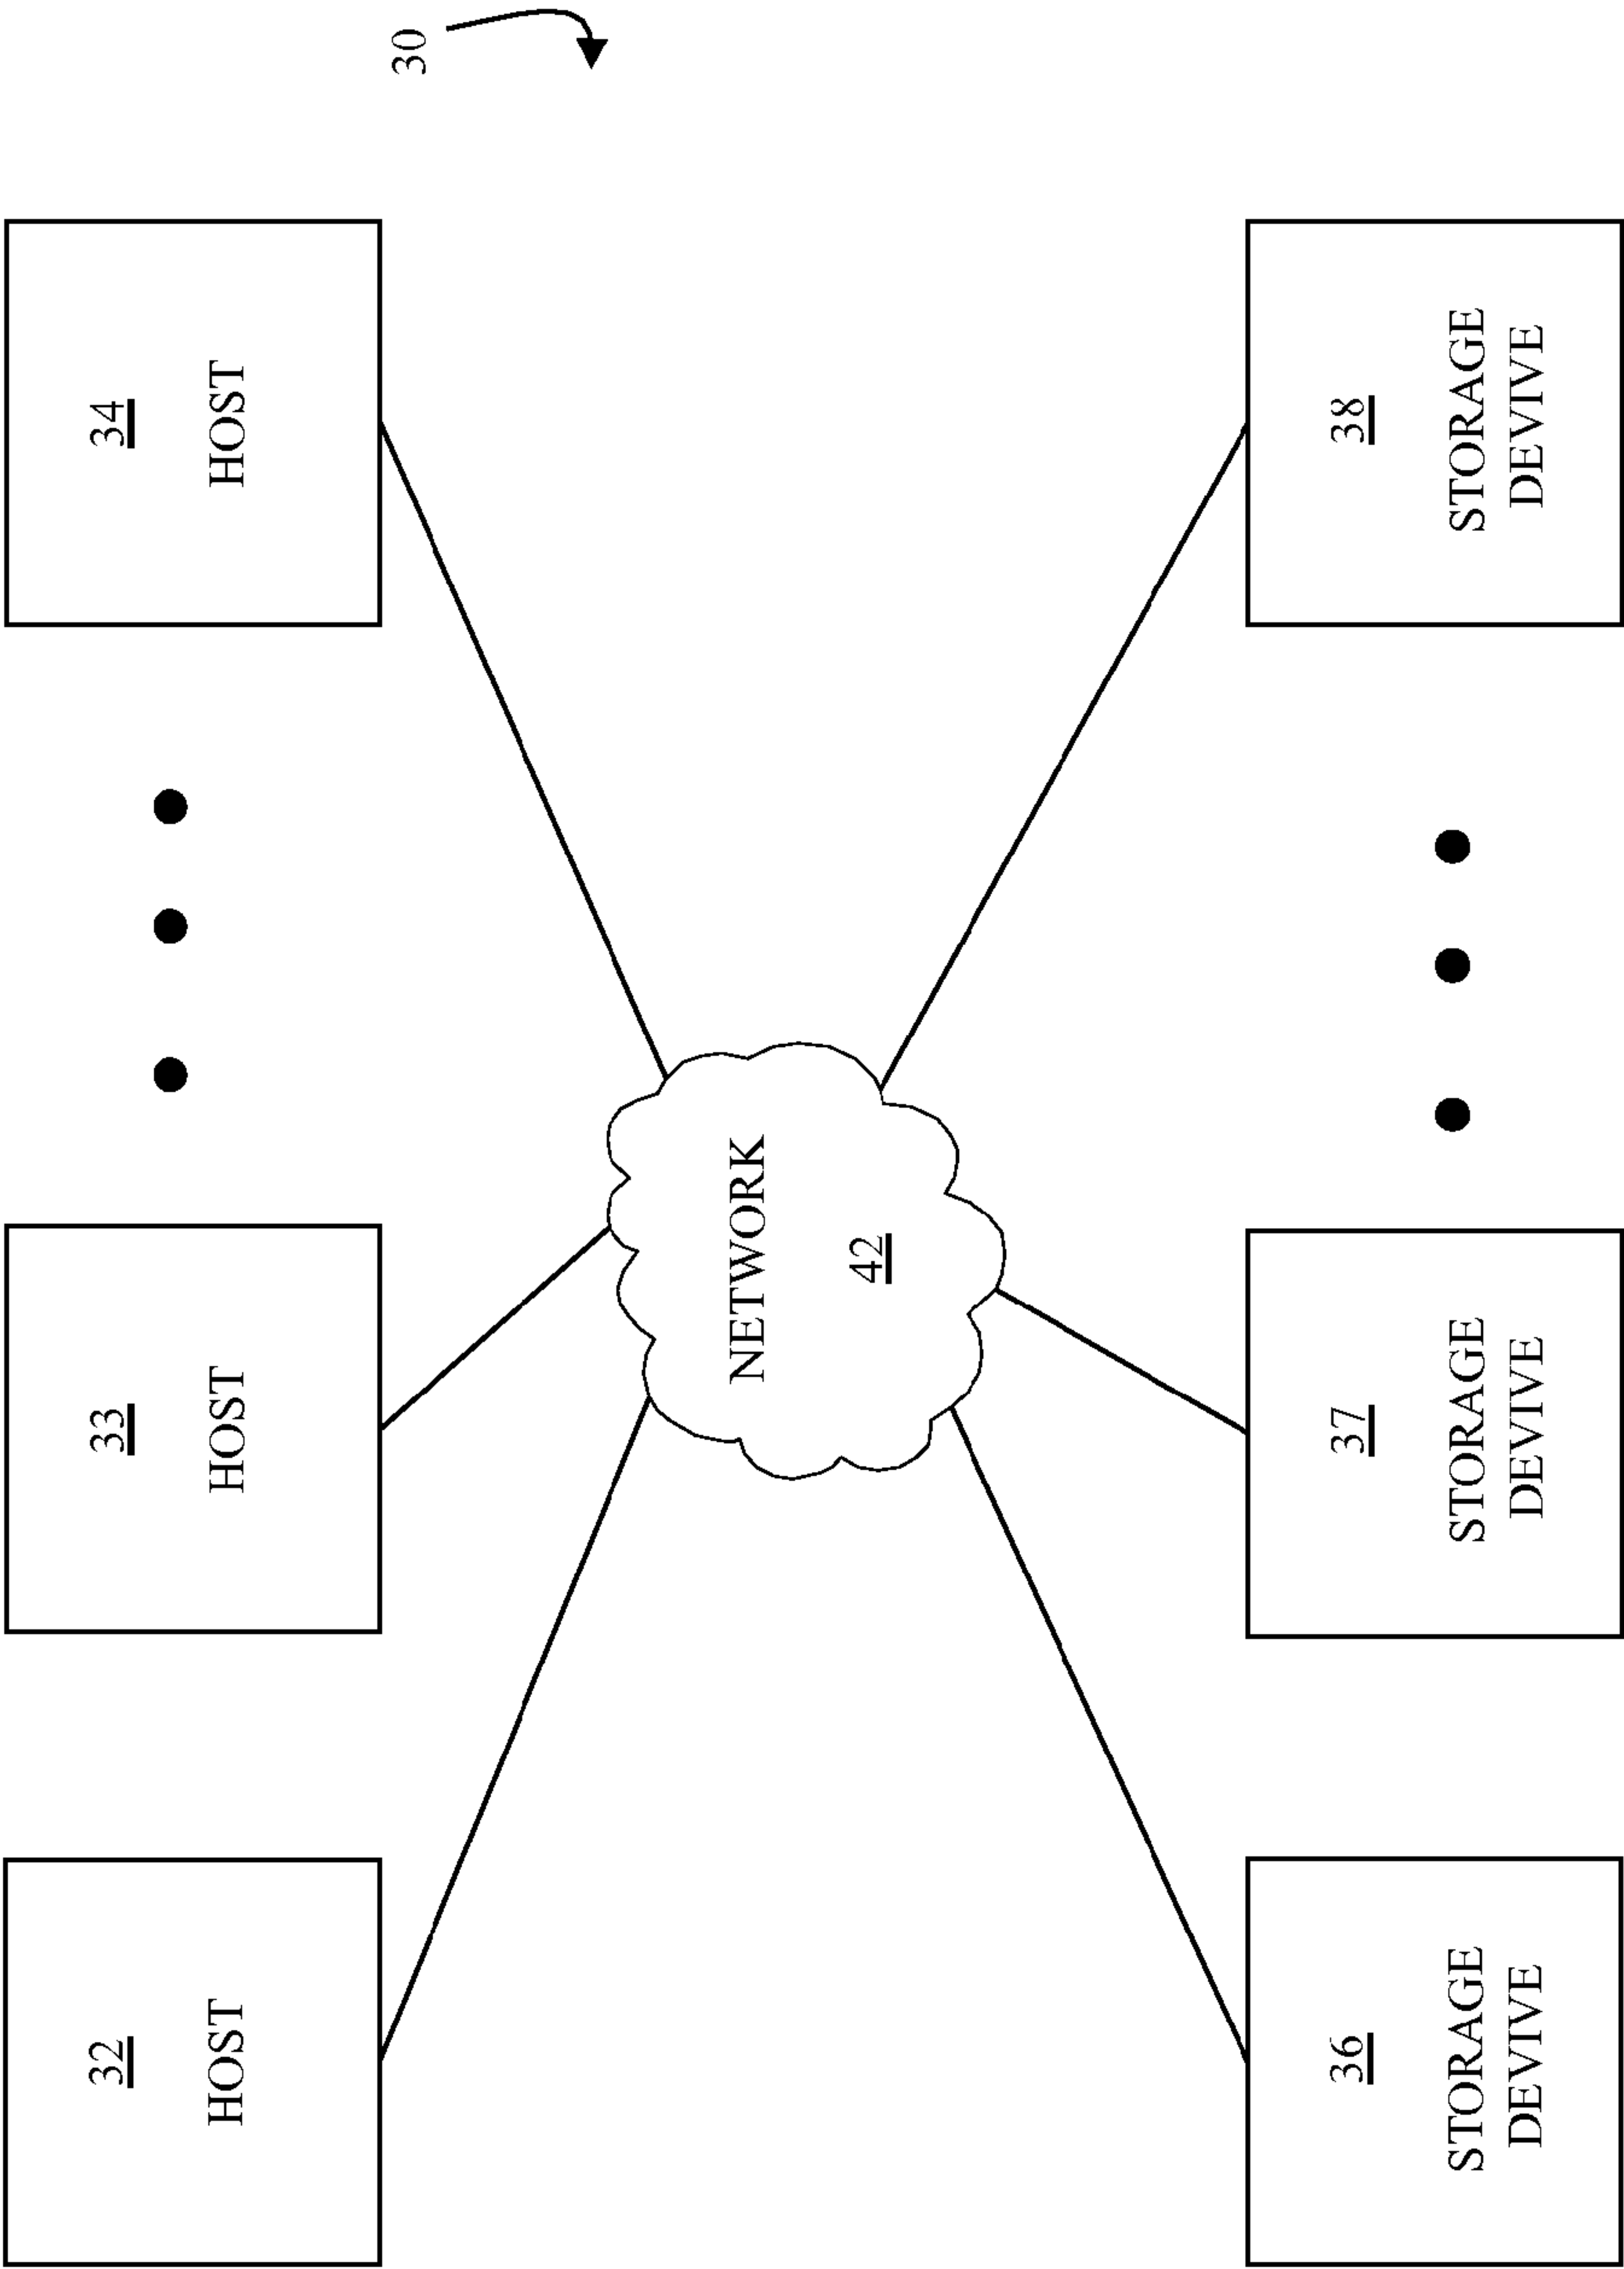 30
32
HOST
33
HOST
34
HOST
NETWORK
42
36
STORAGE
DEVIVE
37
STORAGE
DEVIVE
38
STORAGE
DEVIVE